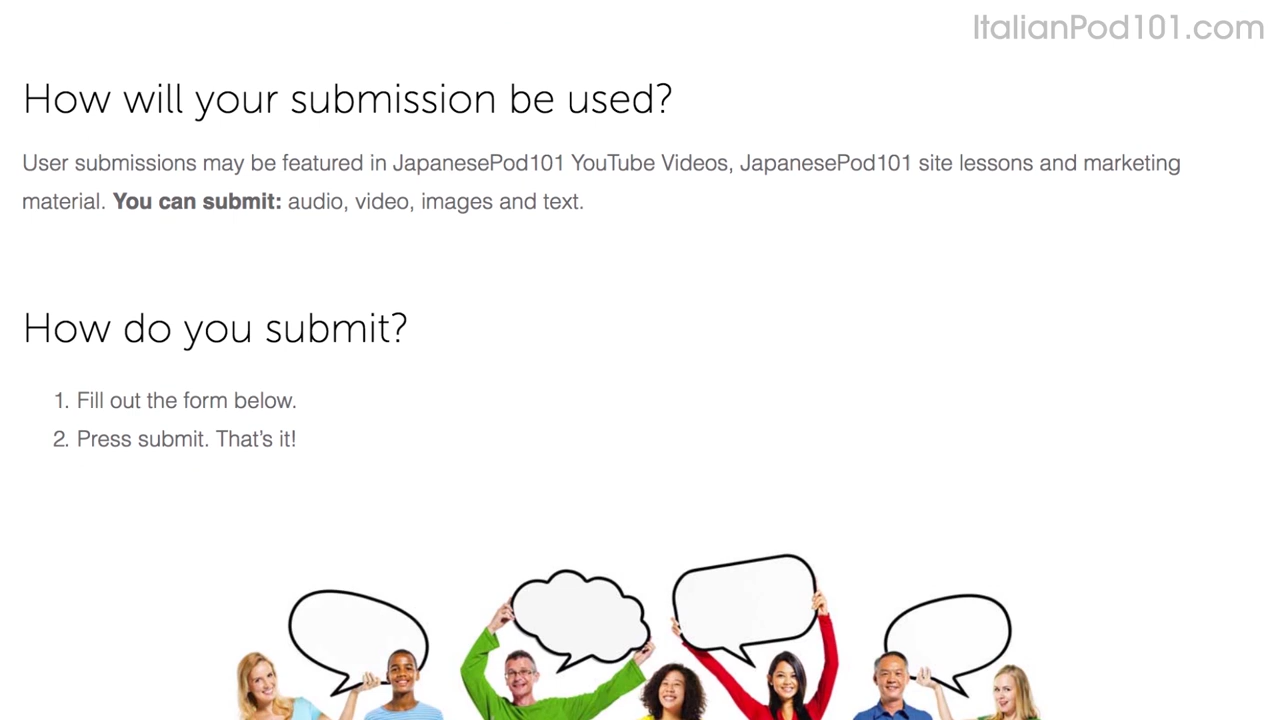 ItalianPod101.com
How will your submission be used?
User submissions may be featured in JapanesePod101 YouTube Videos, JapanesePod101 site lessons and marketing
material. You can submit: audio, video, images and text.
How do you submit?
1. Fill out the form below.
2. Press submit. That's it!